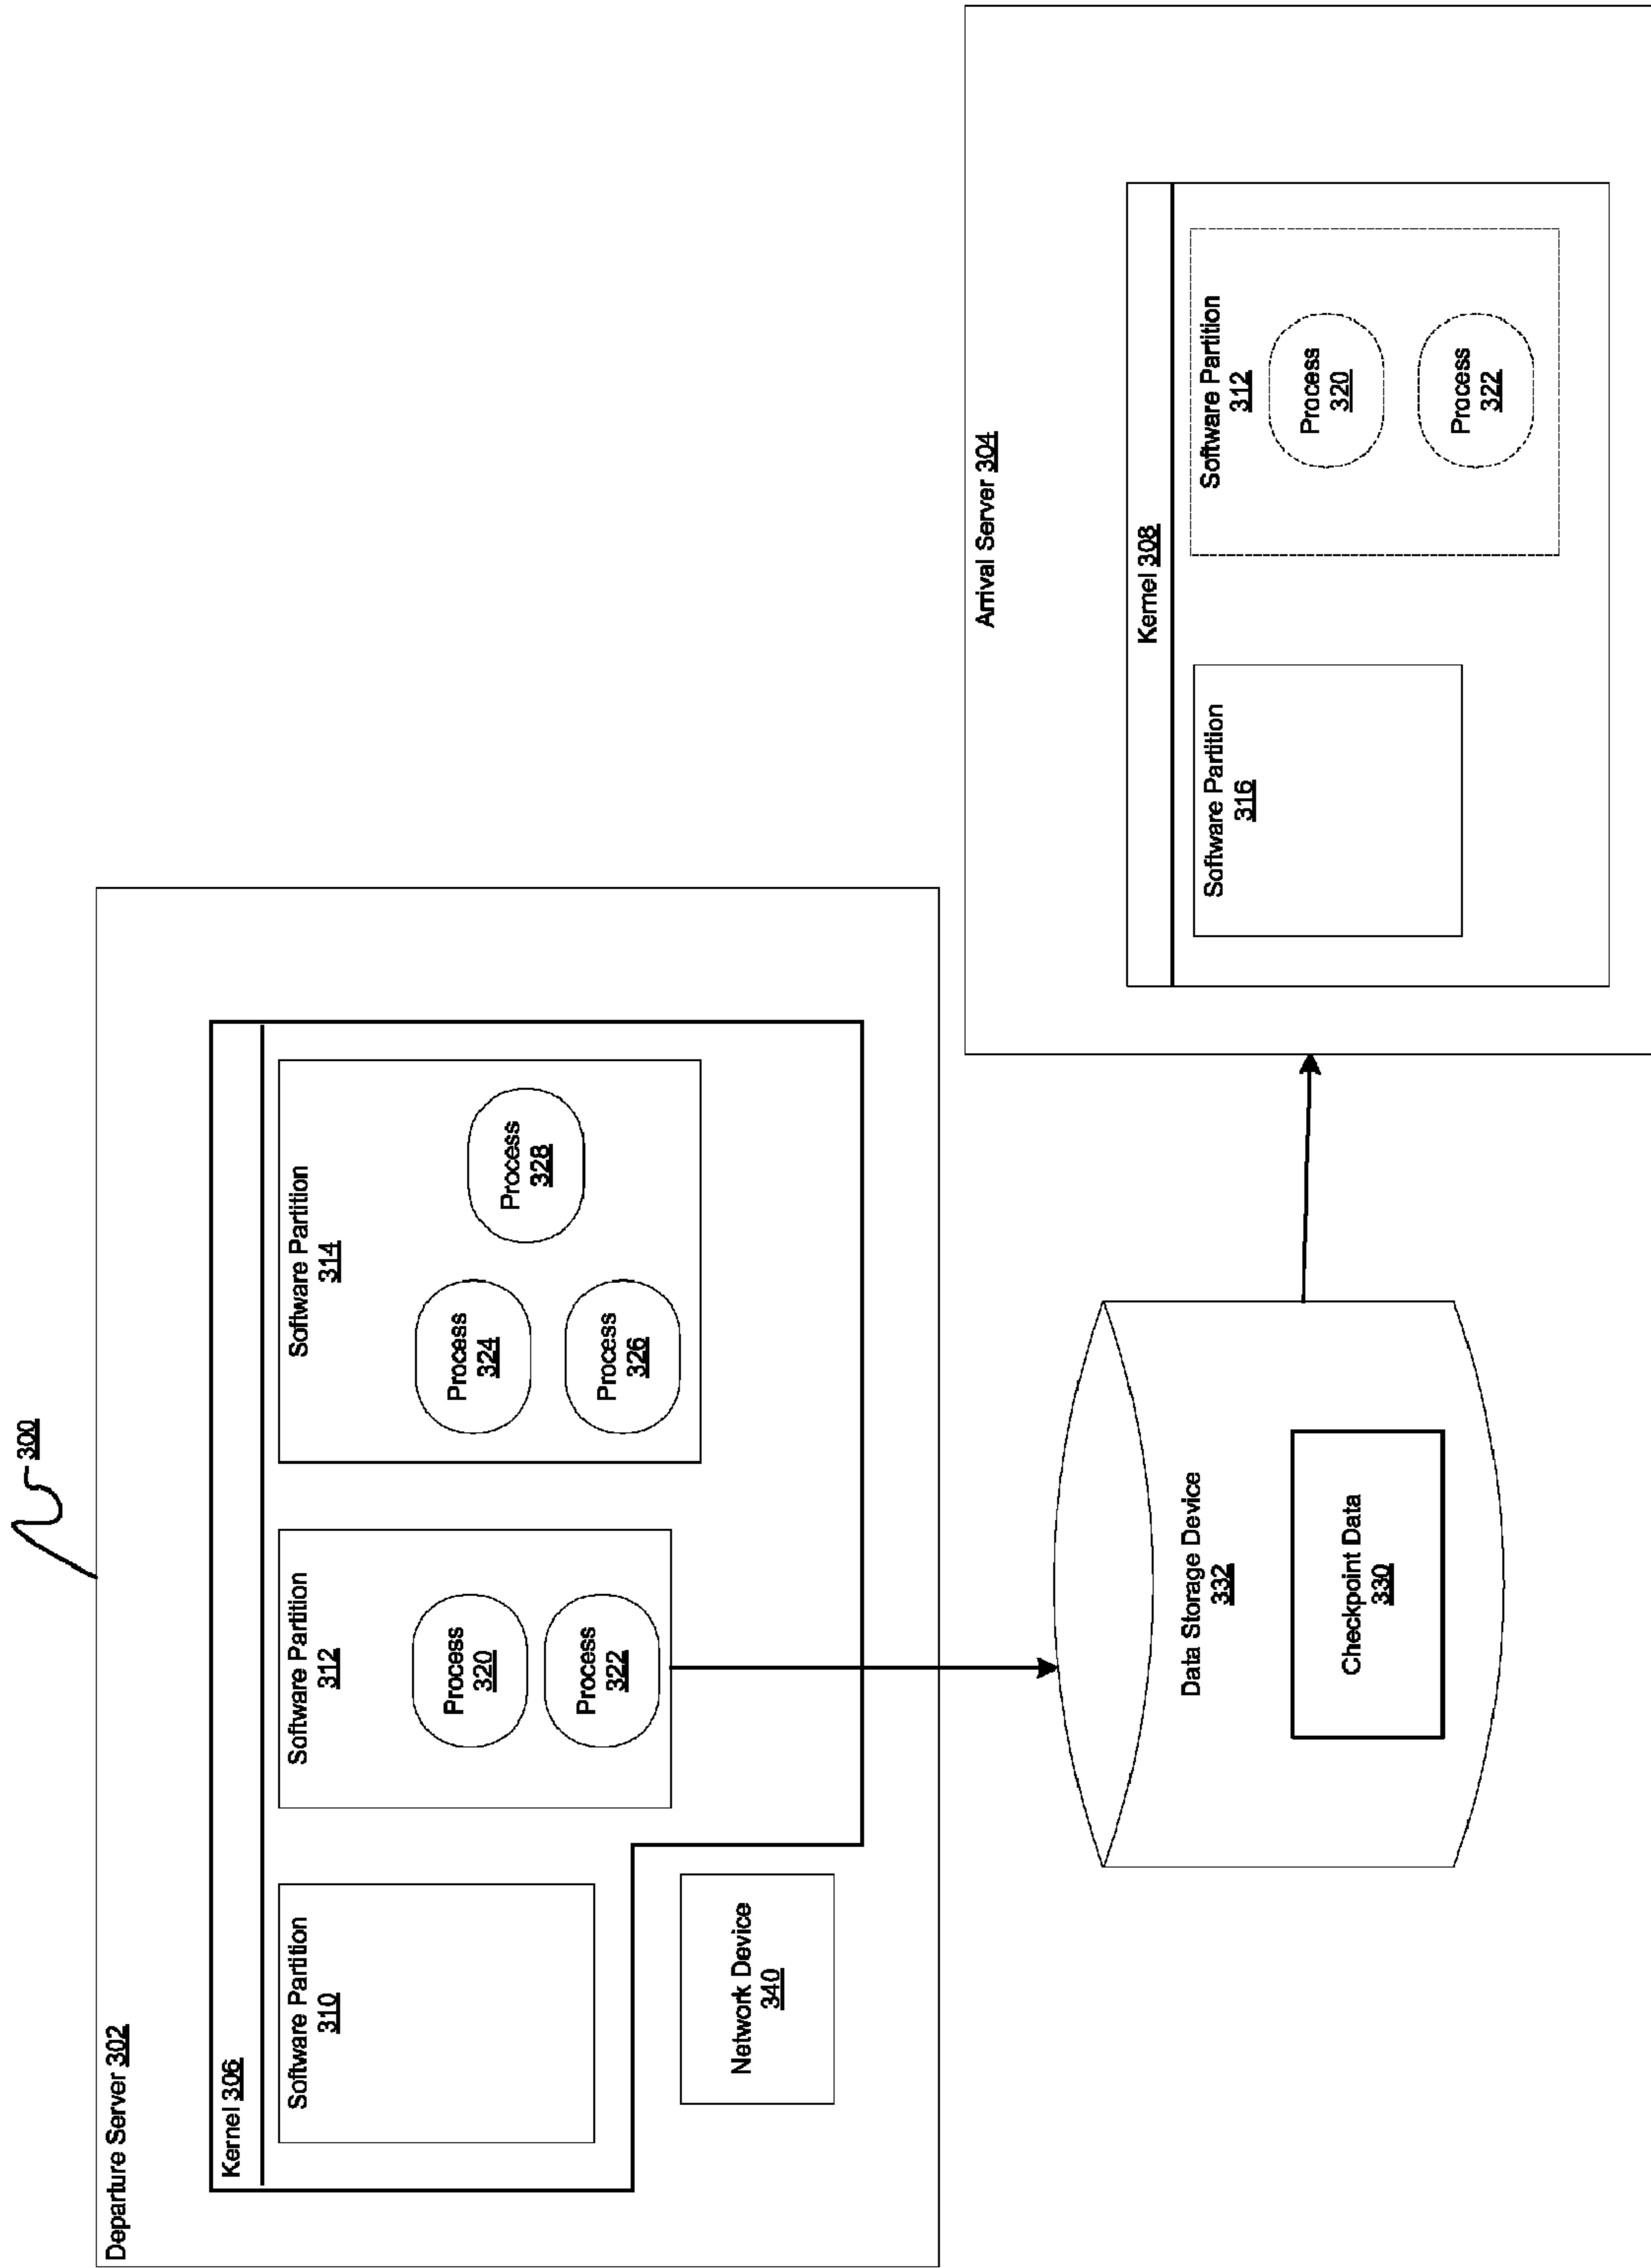 300
Departure Server 302
Kernel 306
Software Partition
310
Software Partition
312
Process
320
Process
322
Software Partition
314
Process
324
Process
326
Process
328
Network Device
340
Data Storage Device
332
Checkpoint Data
330
Arrival Server 304
Kernel 308
Software Partition
316
Software Partition
312
Process
320
Process
322